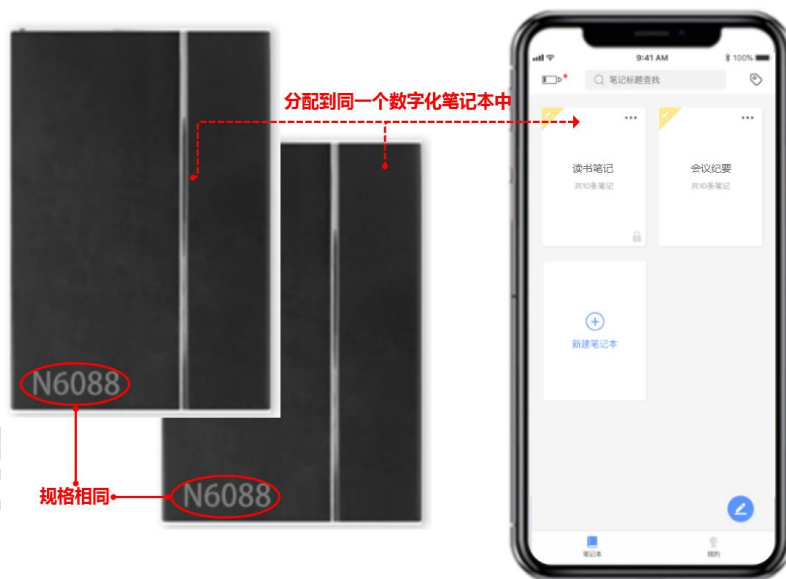 分配到同一个数字化笔记本中
N6088
规格相同
N6088
9:41 AM
100%
笔记标题查找
读书笔记
共10条笔记
会议纪要
共10条笔记
新建笔记本
笔记本
我的